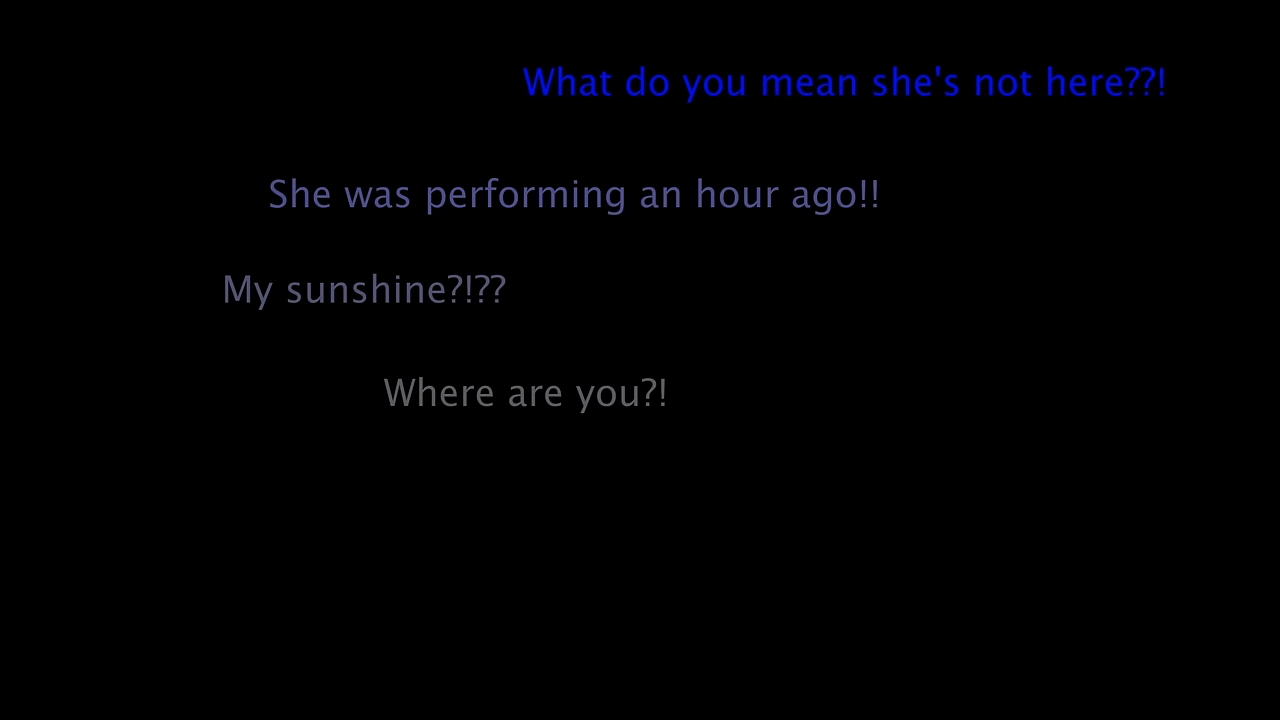 What do you mean she's not here??!
She was performing an hour ago!!
My sunshine?!??
Where are you?!